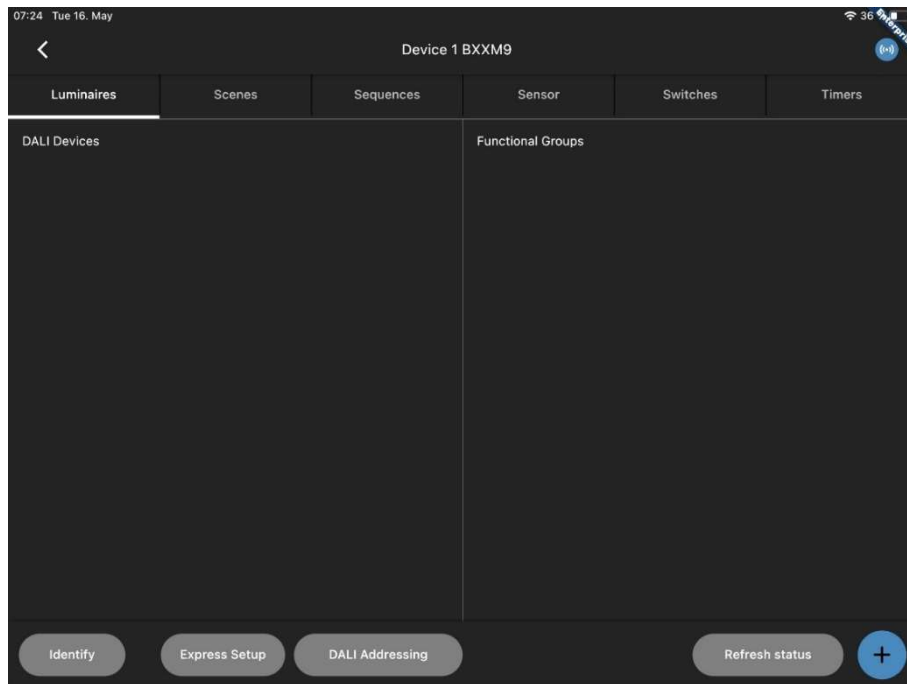 07:24 Tue 16. May 36
Device 1 BXXM9
Luminaires Scenes Sequences Sensor Switches Timers
DALI Devices Functional Groups
Identify Express Setup DALI Addressing Refresh status +